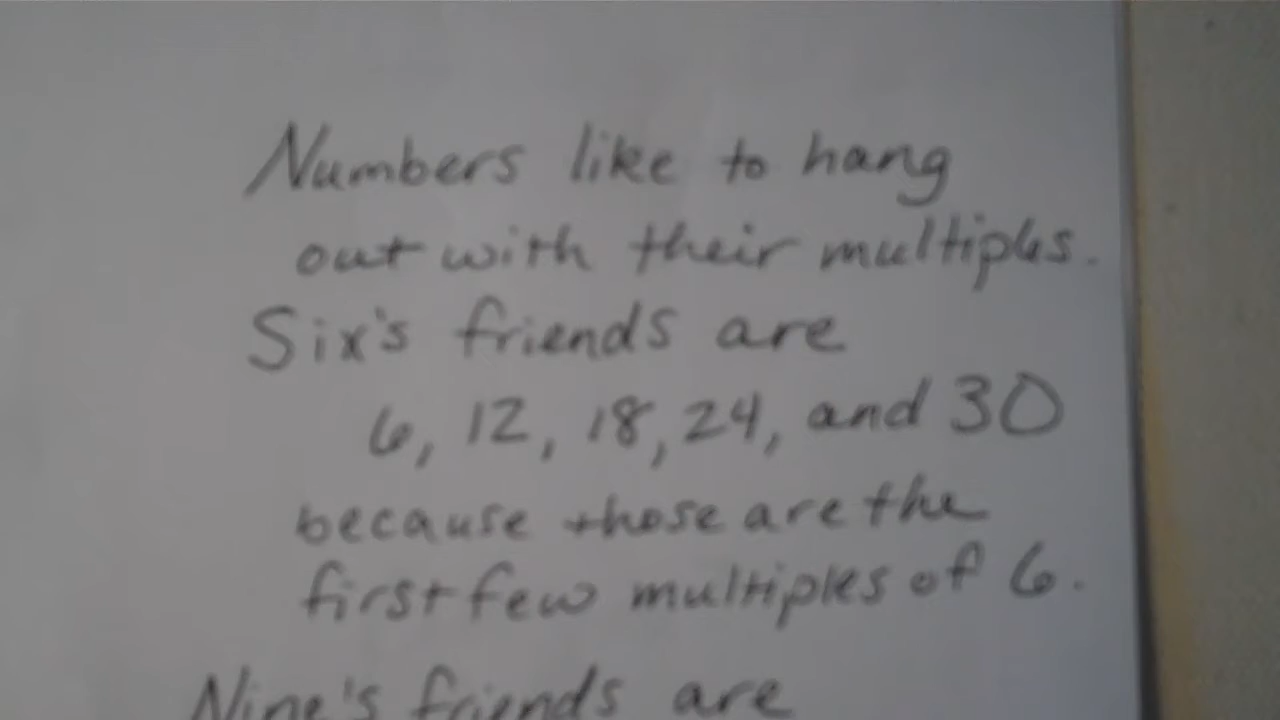 Numbers like to hang
out with their multiples.
Six's friends are
6, 12, 18, 24, and 30
because those are the
first few multiples of 6.
Nine's friends are